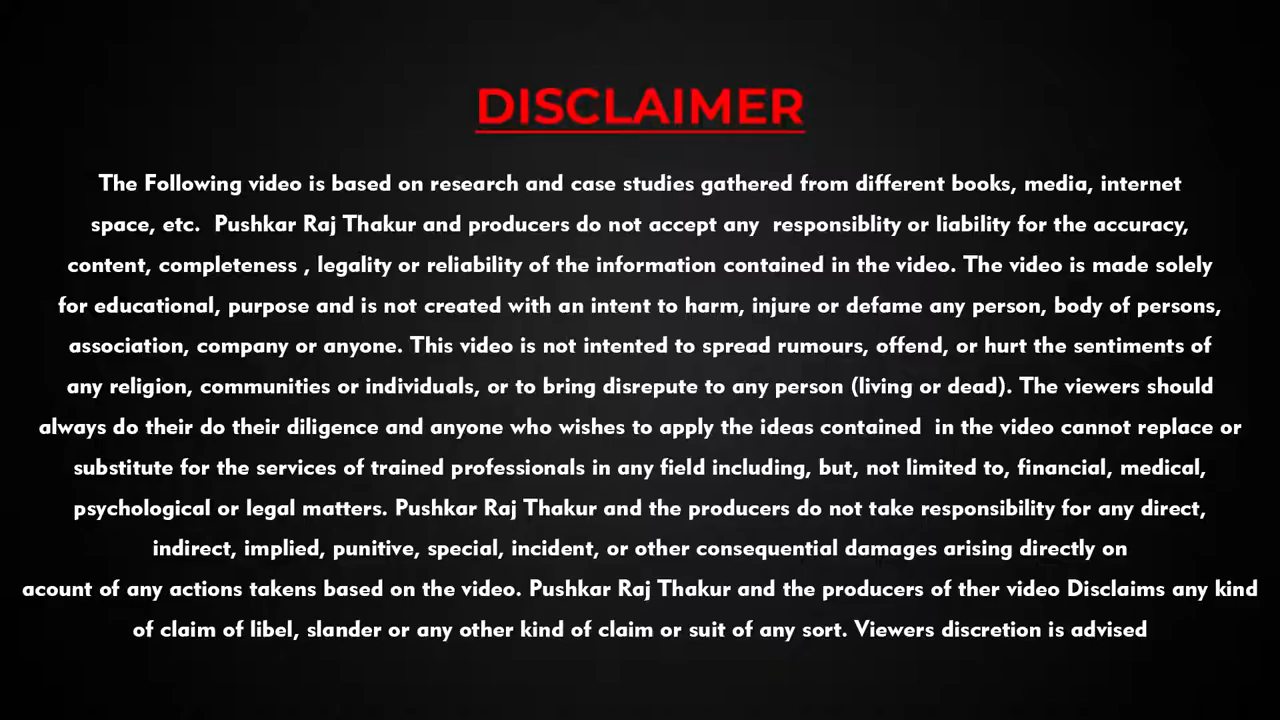 DISCLAIMER
The Following video is based on research and case studies gathered from different books, media, internet
space, etc.  Pushkar Raj Thakur and producers do not accept any  responsiblity or liability for the accuracy,
content, completeness , legality or reliability of the information contained in the video. The video is made solely
for educational, purpose and is not created with an intent to harm, injure or defame any person, body of persons,
association, company or anyone. This video is not intented to spread rumours, offend, or hurt the sentiments of
any religion, communities or individuals, or to bring disrepute to any person (living or dead). The viewers should
always do their do their diligence and anyone who wishes to apply the ideas contained  in the video cannot replace or
substitute for the services of trained professionals in any field including, but, not limited to, financial, medical,
psychological or legal matters. Pushkar Raj Thakur and the producers do not take responsibility for any direct,
indirect, implied, punitive, special, incident, or other consequential damages arising directly on
acount of any actions takens based on the video. Pushkar Raj Thakur and the producers of ther video Disclaims any kind
of claim of libel, slander or any other kind of claim or suit of any sort. Viewers discretion is advised